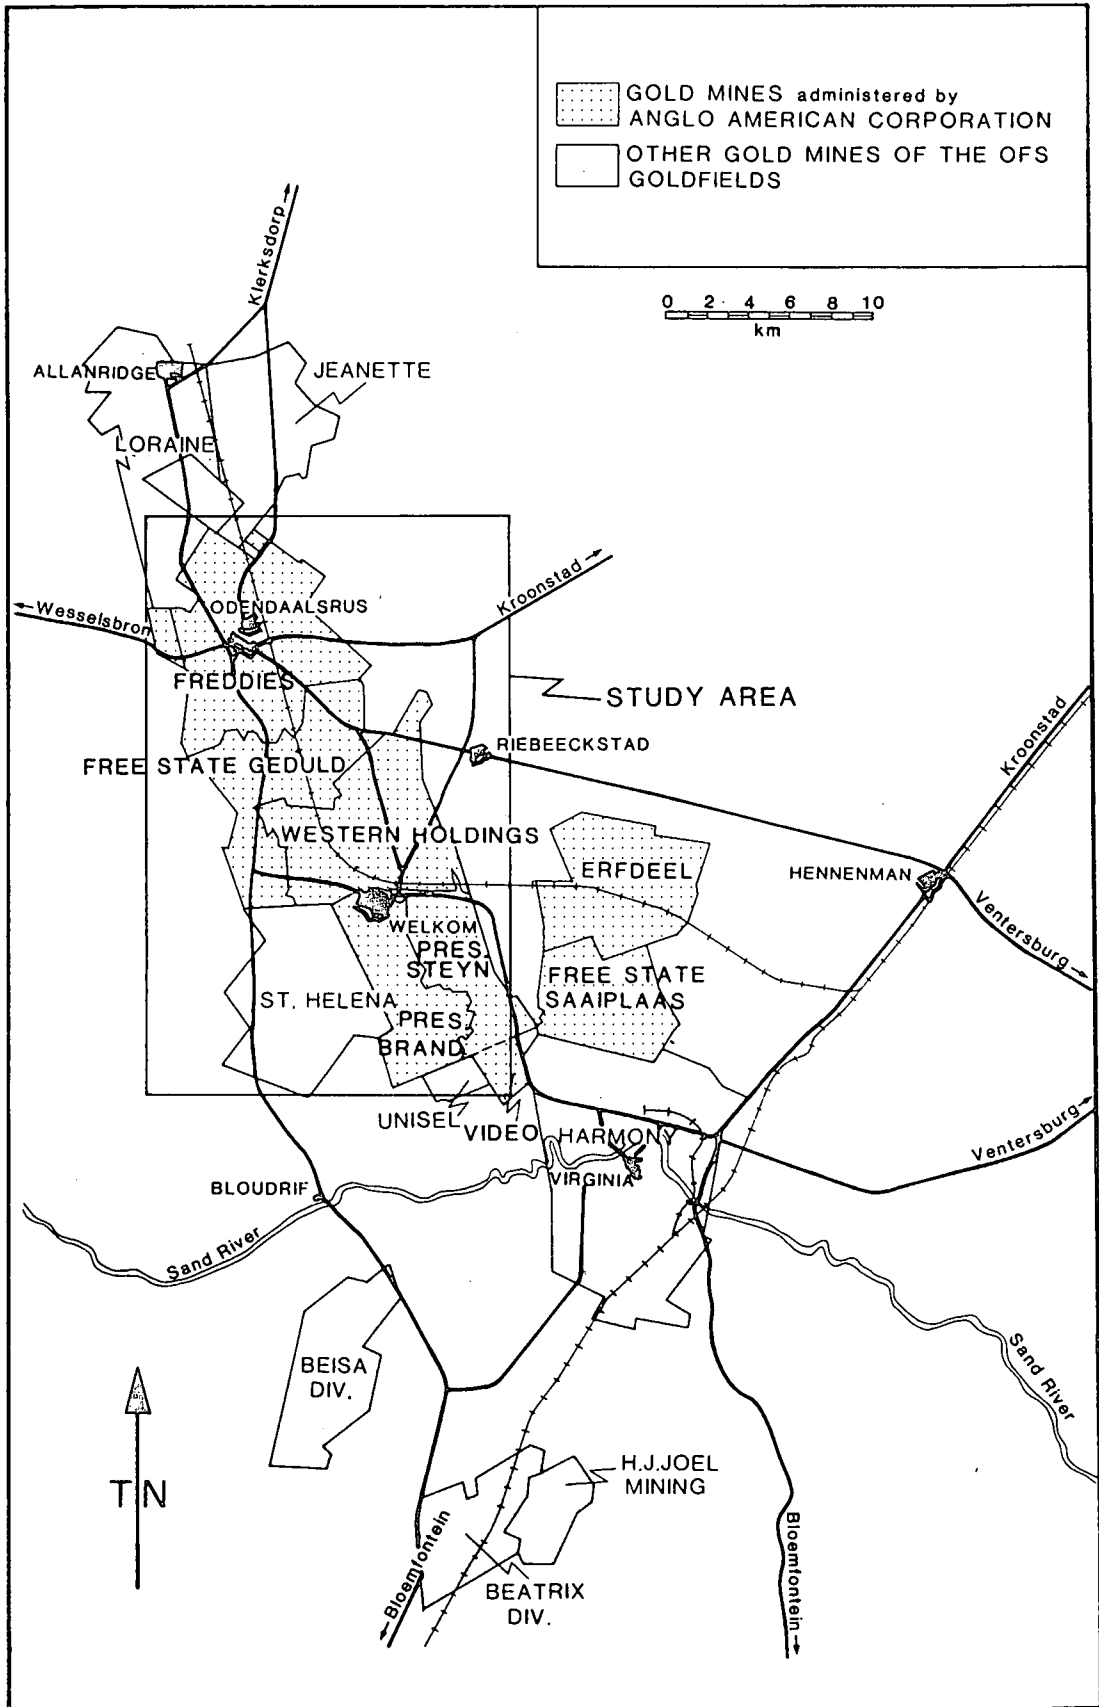 GOLD MINES administered by
ANGLO AMERICAN CORPORATION
OTHER GOLD MINES OF THE OFS
GOLDFIELDS
0 2 4 6 8 10
km
Klerksdorp
ALLANRIDGE
JEANETTE
LORAINE
Kroonstad
Wesselsbron
ODENDAALSRUS
FREDDIES
STUDY AREA
Kroonstad
RIEBEECKSTAD
FREE STATE GEDULD
WESTERN HOLDINGS
ERFDEEL
HENNENMAN
Ventersburg
WELKOM
PRES.
STEYN
FREE STATE
SAAIPLAAS
ST. HELENA
PRES.
BRAND
UNISEL
VIDEO
HARMONY
Ventersburg
VIRGINIA
BLOUDRIF
Sand River
Sand River
BEISA
DIV.
H.J.JOEL
MINING
TN
Bloemfontein
Bloemfontein
BEATRIX
DIV.